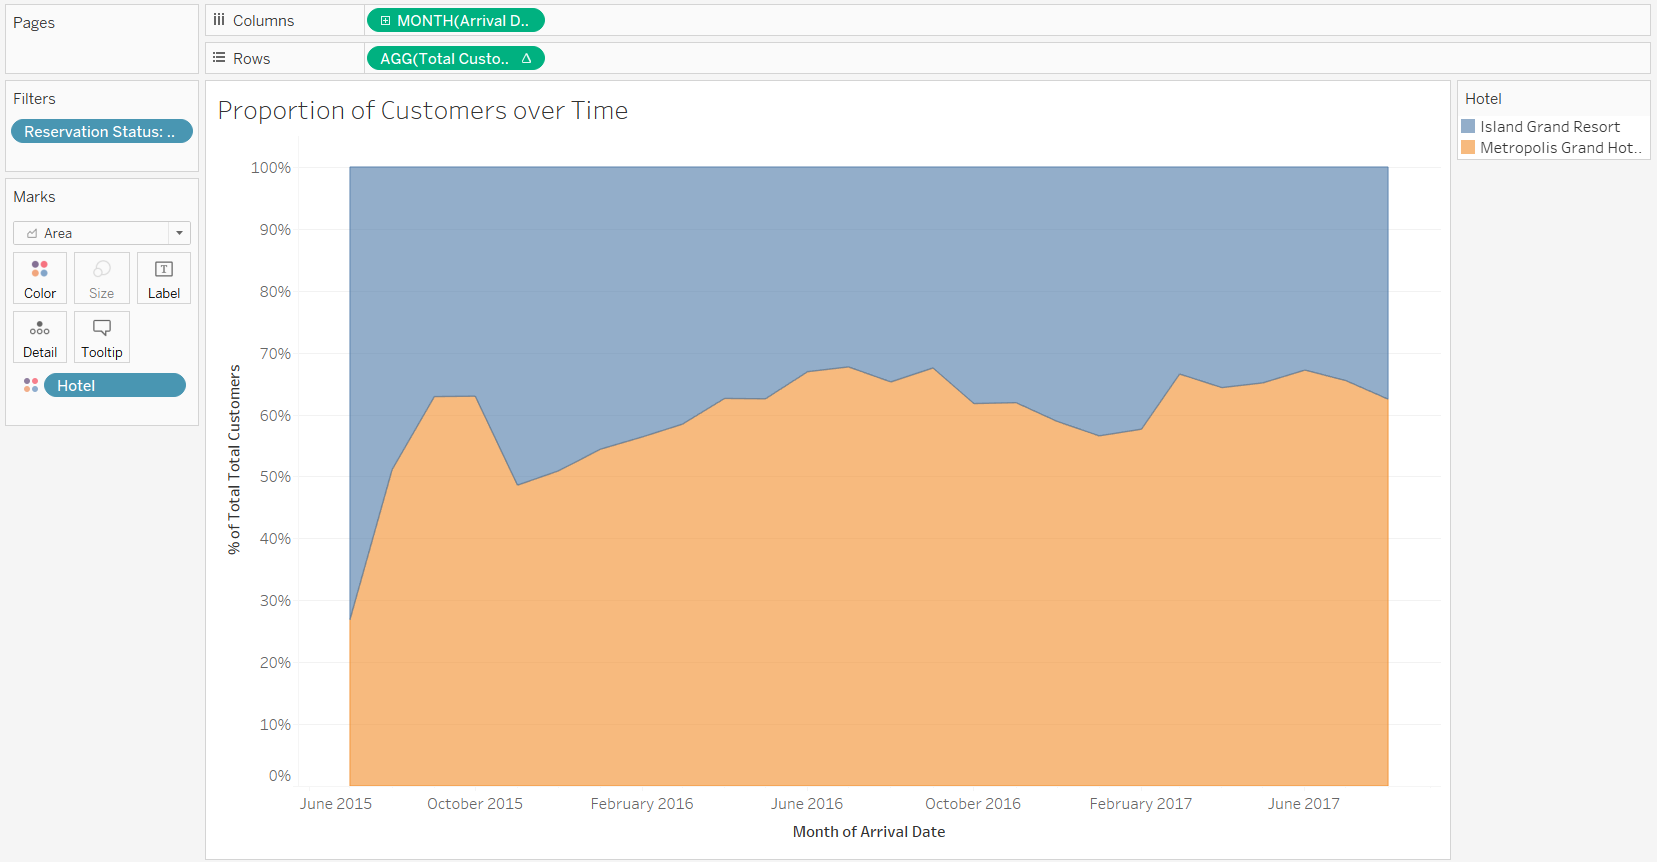 Pages
Columns
MONTH(Arrival D..
Rows
AGG(Total Custo..
Filters
Reservation Status: ..
Marks
Area
Color
Size
Label
Detail
Tooltip
Hotel
Proportion of Customers over Time
100%
90%
80%
70%
60%
50%
40%
30%
20%
10%
0%
% of Total Total Customers
June 2015 October 2015 February 2016 June 2016 October 2016 February 2017 June 2017
Month of Arrival Date
Hotel
Island Grand Resort
Metropolis Grand Hot..